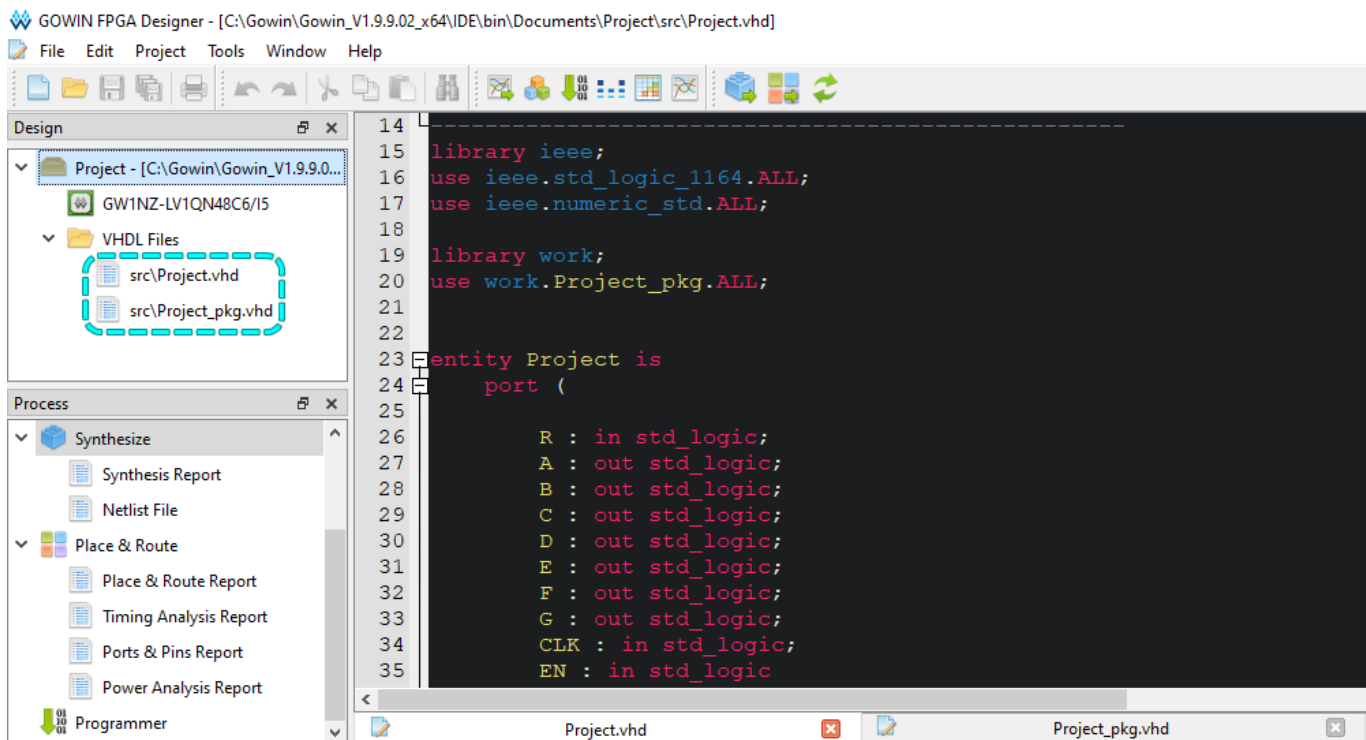 GOWIN FPGA Designer - [C:\Gowin\Gowin_V1.9.9.02_x64\IDE\bin\Documents\Project\src\Project.vhd]
File Edit Project Tools Window Help
Design
Project - [C:\Gowin\Gowin_V1.9.9.0...
GW1NZ-LV1QN48C6/I5
VHDL Files
src\Project.vhd
src\Project_pkg.vhd
Process
Synthesize
Synthesis Report
Netlist File
Place & Route
Place & Route Report
Timing Analysis Report
Ports & Pins Report
Power Analysis Report
Programmer
14 ---------------------------------------------------
15 library ieee;
16 use ieee.std_logic_1164.ALL;
17 use ieee.numeric_std.ALL;
18
19 library work;
20 use work.Project_pkg.ALL;
21
22
23 entity Project is
24 port (
25
26 R : in std_logic;
27 A : out std_logic;
28 B : out std_logic;
29 C : out std_logic;
30 D : out std_logic;
31 E : out std_logic;
32 F : out std_logic;
33 G : out std_logic;
34 CLK : in std_logic;
35 EN : in std_logic
Project.vhd
Project_pkg.vhd